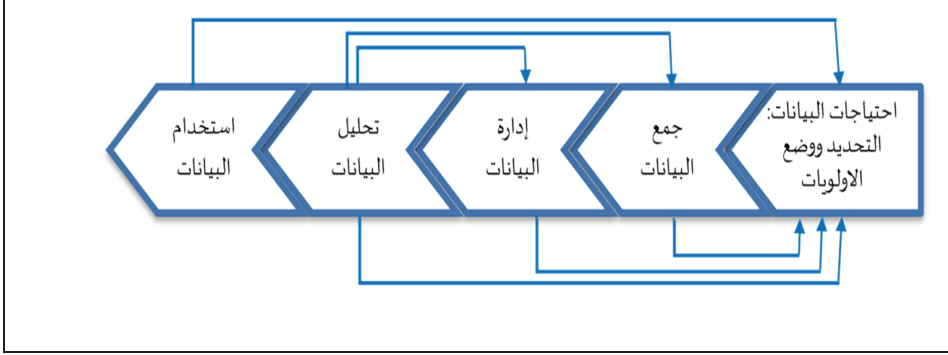 احتياجات البيانات:
التحديد ووضع
الاولويات
جمع
البيانات
إدارة
البيانات
تحليل
البيانات
استخدام
البيانات